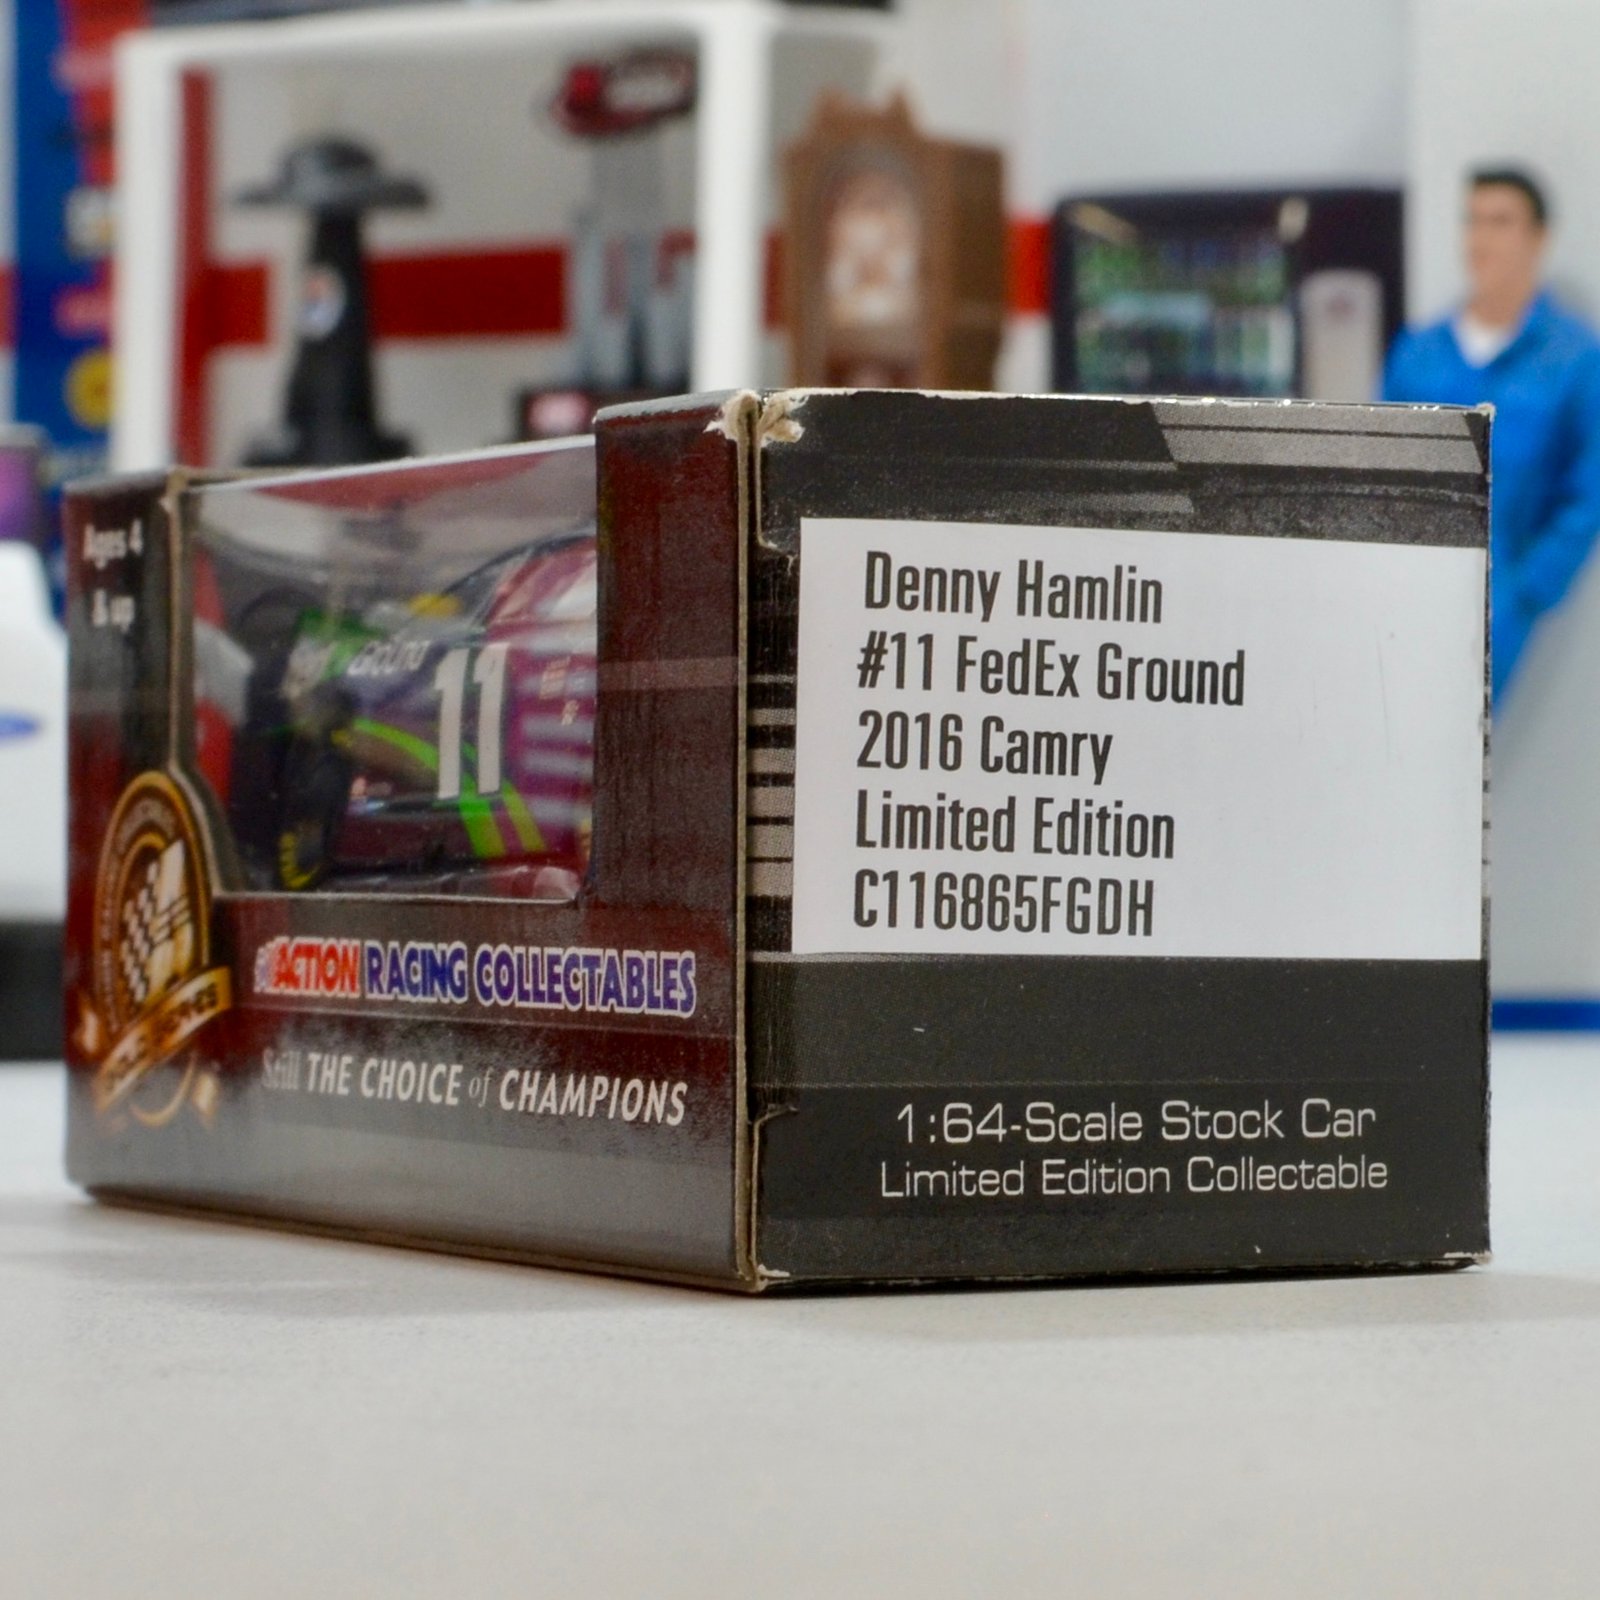 Ages 4
& up
Ground
11
ACTION RACING COLLECTABLES
Still THE CHOICE of CHAMPIONS
Denny Hamlin
#11 FedEx Ground
2016 Camry
Limited Edition
C116865FGDH
1:64-Scale Stock Car
Limited Edition Collectable